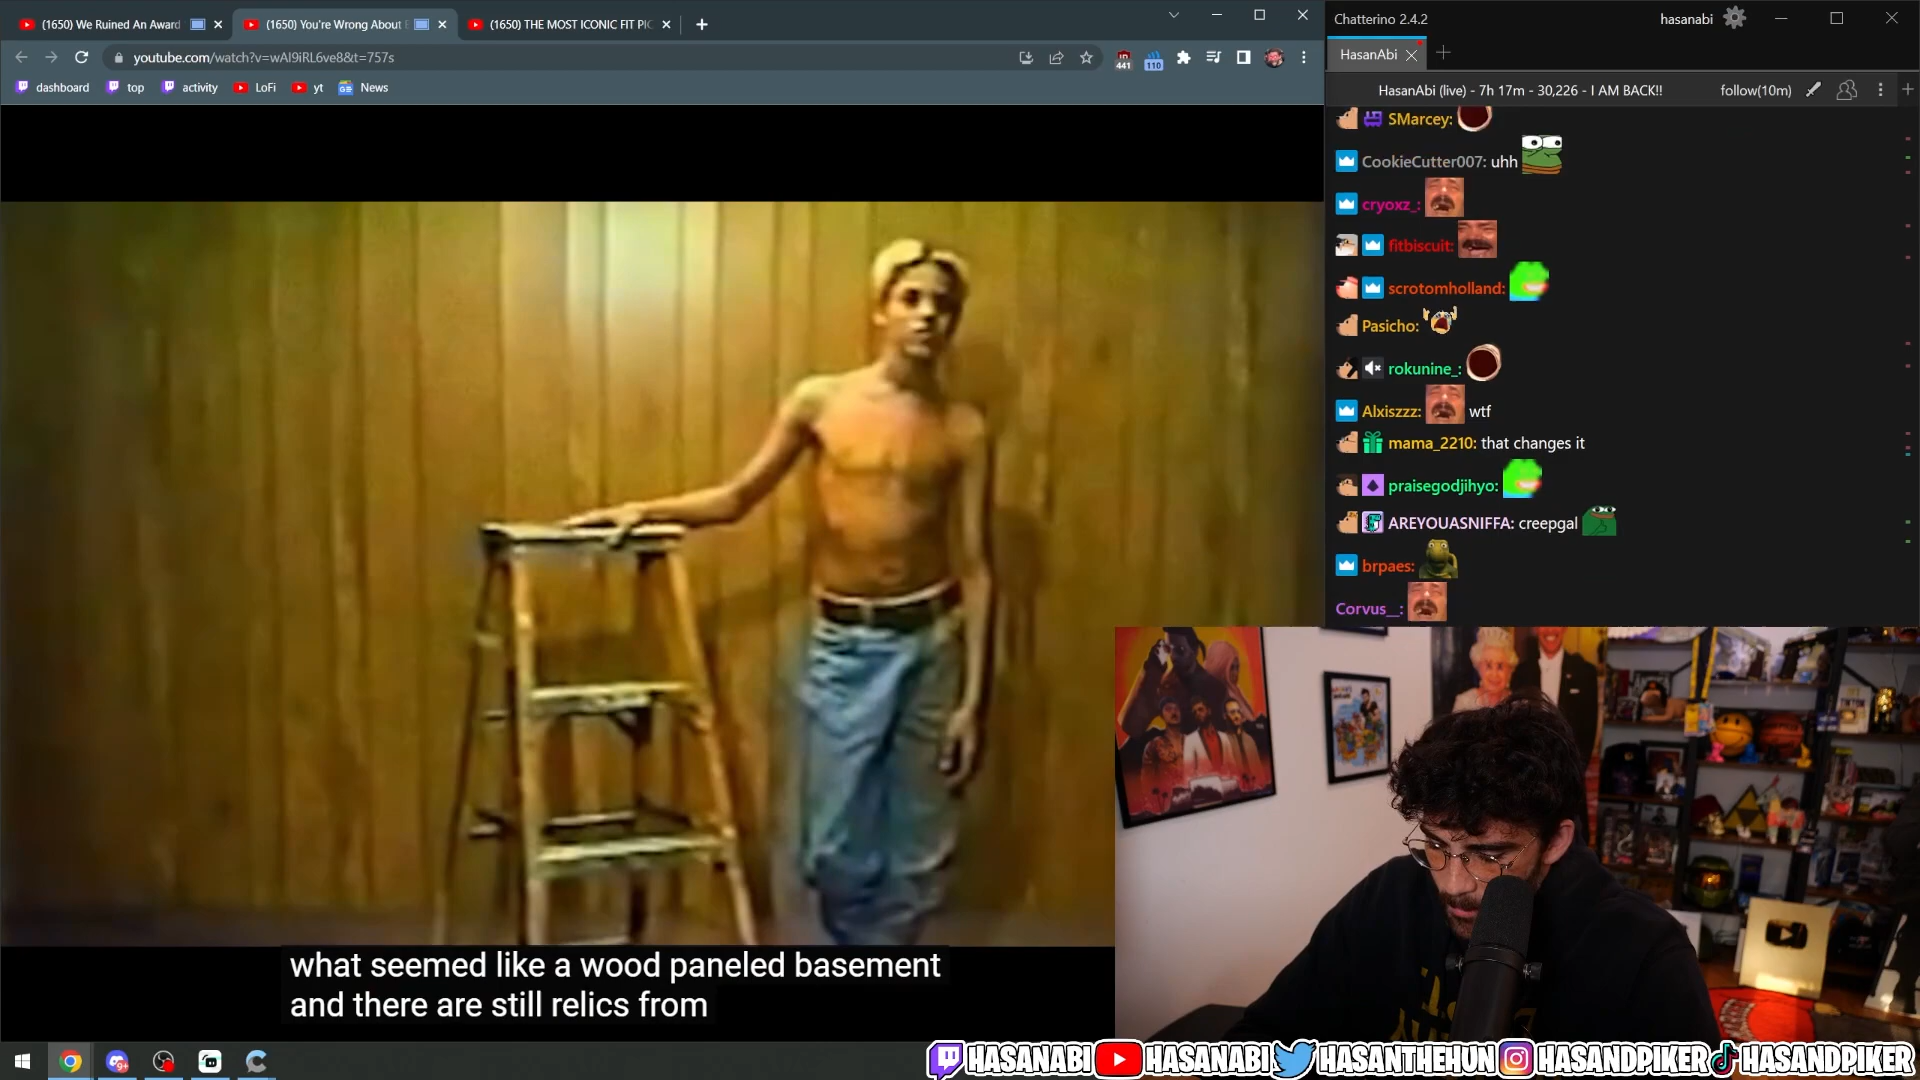 (1650) We Ruined An Award
(1650) You're Wrong About
(1650) THE MOST ICONIC FIT PIC
youtube.com/watch?v=wAl9iRL6ve8&t=757s
441
110
dashboard
top
activity
LoFi
yt
News
Chatterino 2.4.2
hasanabi
HasanAbi
HasanAbi (live) - 7h 17m - 30,226 - I AM BACK!!
follow(10m)
SMarcey:
CookieCutter007: uhh
cryoxz_:
fitbiscuit:
scrotomholland:
Pasicho:
rokunine_:
Alxiszzz: wtf
mama_2210: that changes it
praisegodjihyo:
AREYOUASNIFFA: creepgal
brpaes:
Corvus__:
what seemed like a wood paneled basement
and there are still relics from
HASANABI HASANABI HASANTHEHUN HASANDPIKER HASANDPIKER